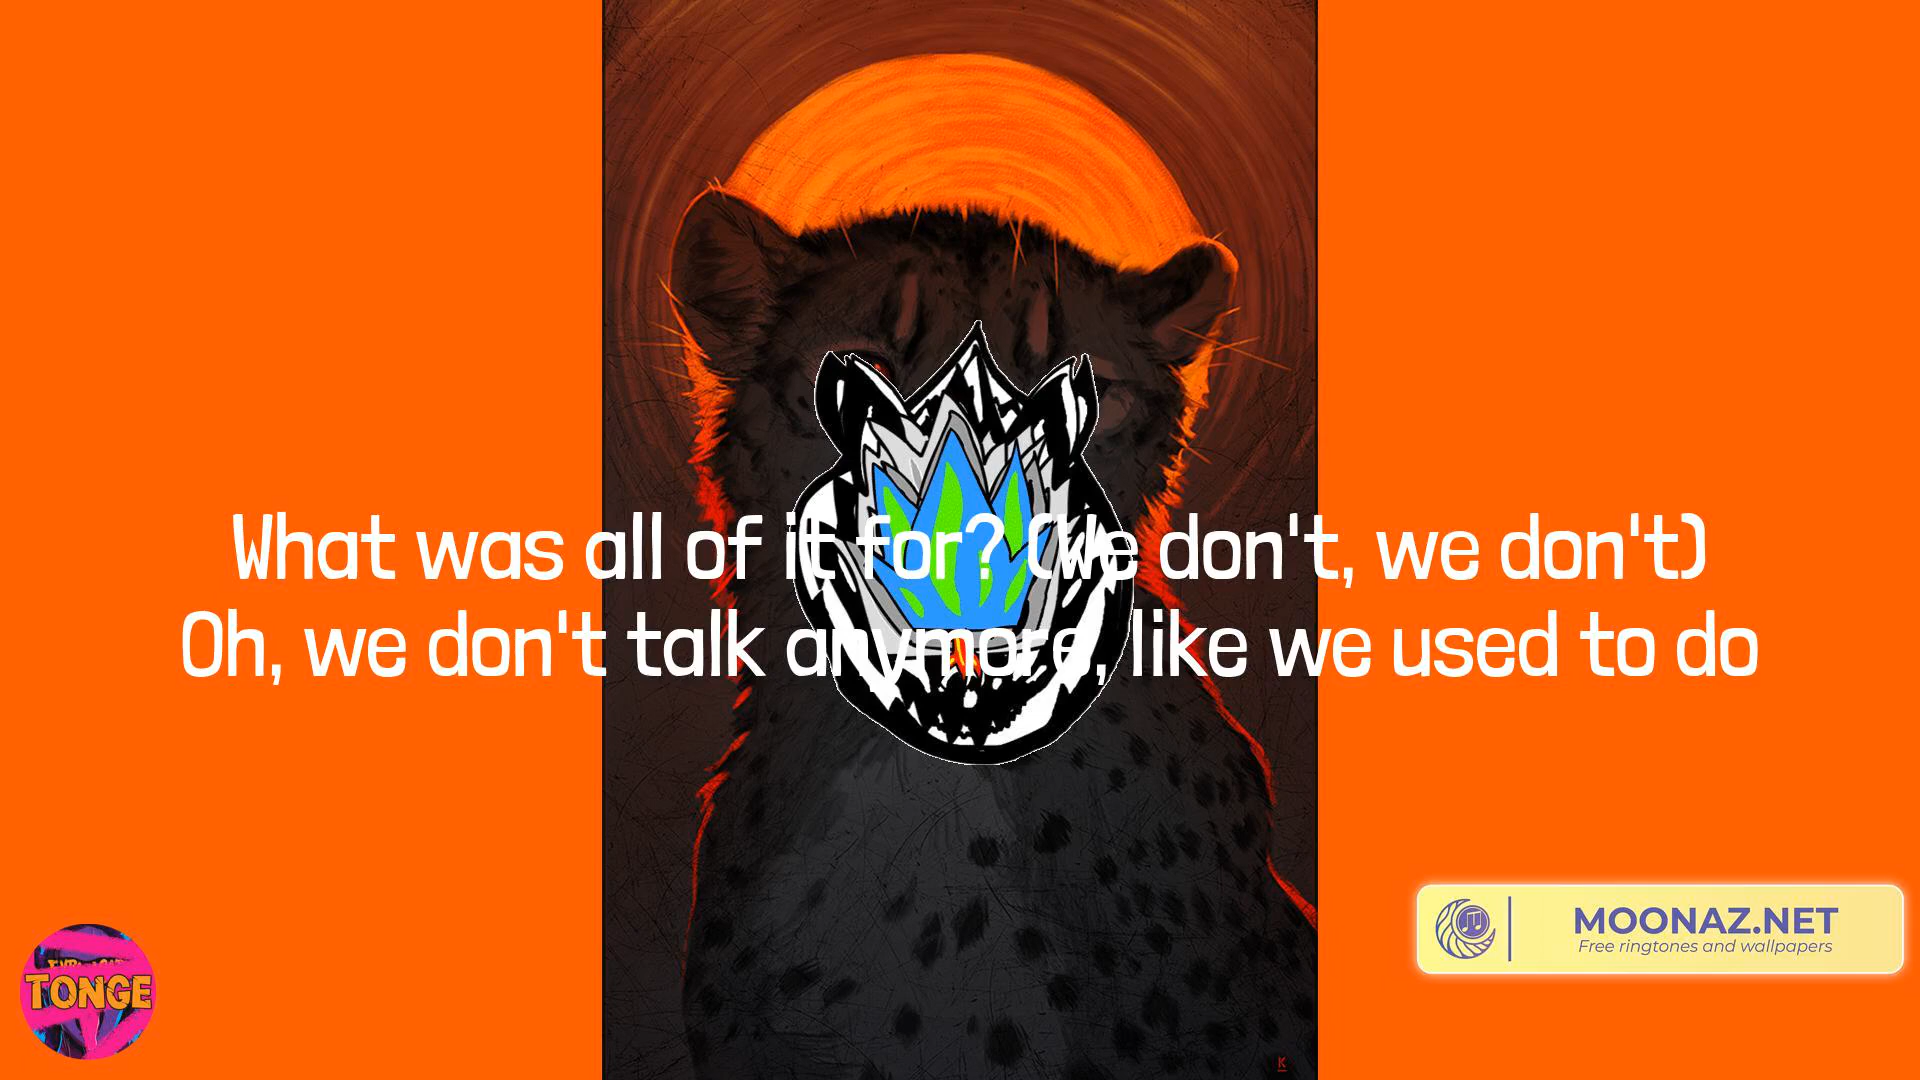 What was all of it for? (We don't, we don't)
Oh, we don't talk anymore, like we used to do
TONGE
MOONAZ.NET
Free ringtones and wallpapers
K